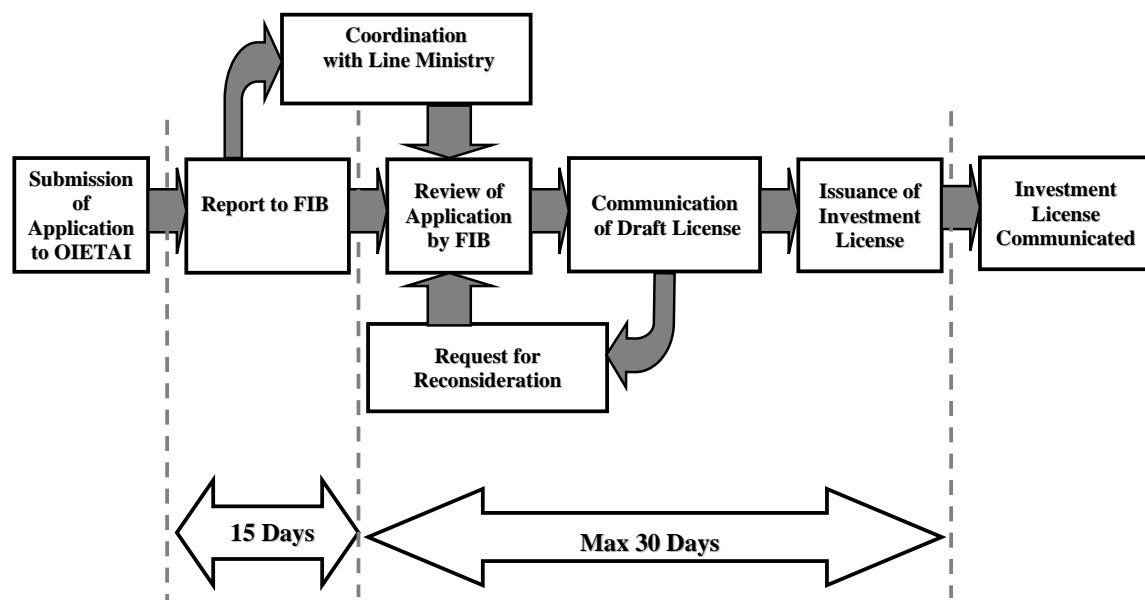 Coordination
with Line Ministry
Submission
of
Application
to OIETAI
Report to FIB
Review of
Application
by FIB
Communication
of Draft License
Issuance of
Investment
License
Investment
License
Communicated
Request for
Reconsideration
15 Days
Max 30 Days